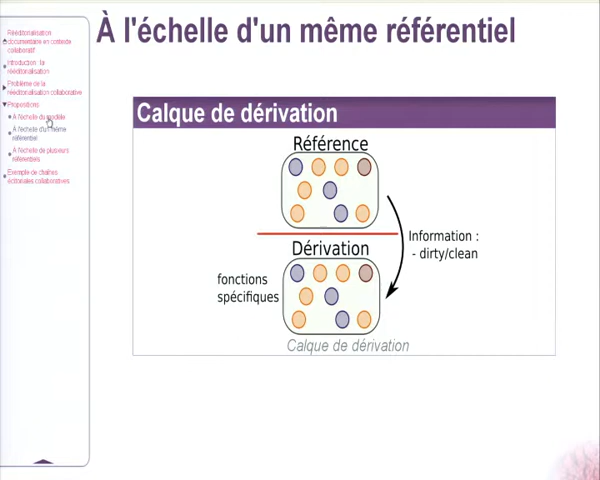 À l'échelle d'un même référentiel
Rééditorialisation
documentaire en contexte
collaboratif
Introduction : la
rééditorialisation
Problème de la
rééditorialisation collaborative
Propositions
À l'échelle du modèle
À l'échelle d'un même
référentiel
À l'échelle de plusieurs
référentiels
Exemple de chaînes
éditoriales collaboratives
Calque de dérivation
Référence
Information :
- dirty/clean
Dérivation
fonctions
spécifiques
Calque de dérivation